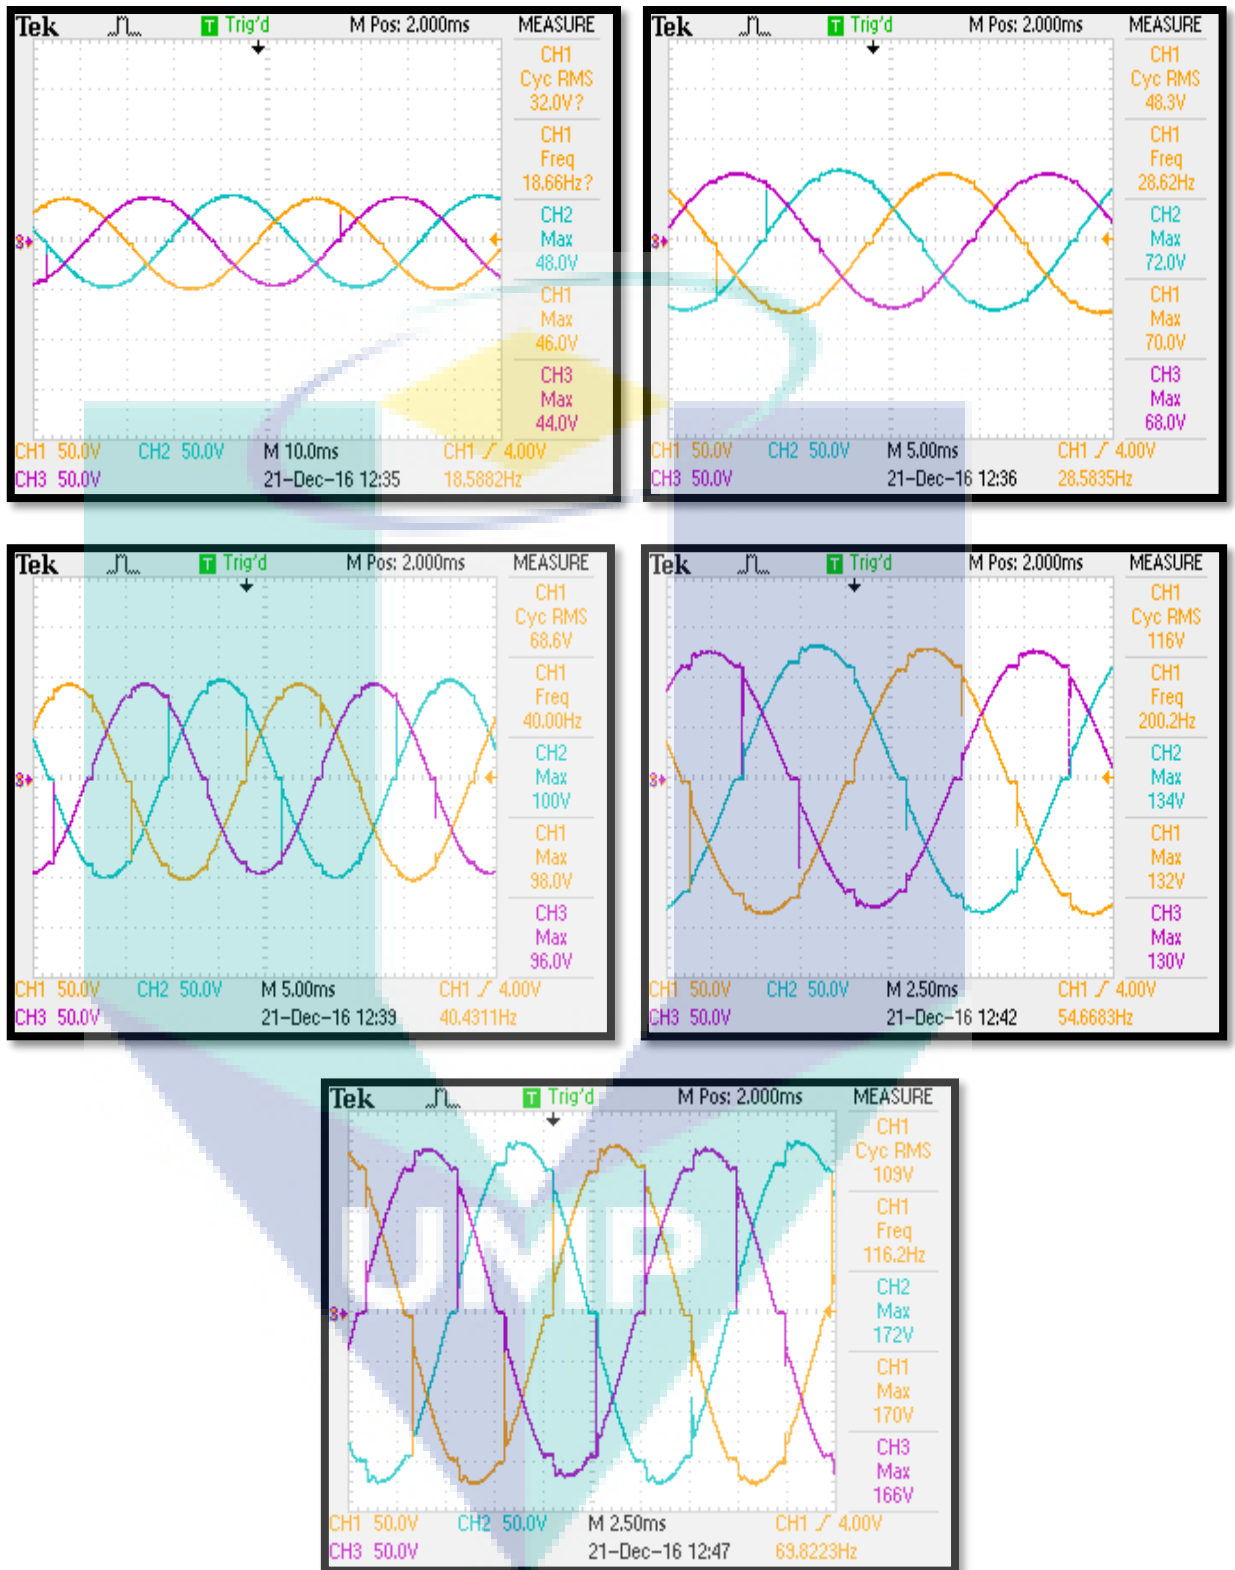 Tek Trig'd M Pos: 2.000ms MEASURE
CH1
Cyc RMS
32.0V?
CH1
Freq
18.66Hz?
CH2
Max
48.0V
CH1
Max
46.0V
CH3
Max
44.0V
CH1 50.0V CH2 50.0V M 10.0ms CH1 4.00V
CH3 50.0V 21-Dec-16 12:35 18.5882Hz
Tek Trig'd M Pos: 2.000ms MEASURE
CH1
Cyc RMS
48.3V
CH1
Freq
28.62Hz
CH2
Max
72.0V
CH1
Max
70.0V
CH3
Max
68.0V
CH1 50.0V CH2 50.0V M 5.00ms CH1 4.00V
CH3 50.0V 21-Dec-16 12:36 28.5835Hz
Tek Trig'd M Pos: 2.000ms MEASURE
CH1
Cyc RMS
68.6V
CH1
Freq
40.00Hz
CH2
Max
100V
CH1
Max
98.0V
CH3
Max
96.0V
CH1 50.0V CH2 50.0V M 5.00ms CH1 4.00V
CH3 50.0V 21-Dec-16 12:39 40.4311Hz
Tek Trig'd M Pos: 2.000ms MEASURE
CH1
Cyc RMS
116V
CH1
Freq
200.2Hz
CH2
Max
134V
CH1
Max
132V
CH3
Max
130V
CH1 50.0V CH2 50.0V M 2.50ms CH1 4.00V
CH3 50.0V 21-Dec-16 12:42 54.6683Hz
Tek Trig'd M Pos: 2.000ms MEASURE
CH1
Cyc RMS
109V
CH1
Freq
116.2Hz
CH2
Max
172V
CH1
Max
170V
CH3
Max
166V
UMP
CH1 50.0V CH2 50.0V M 2.50ms CH1 4.00V
CH3 50.0V 21-Dec-16 12:47 69.8223Hz